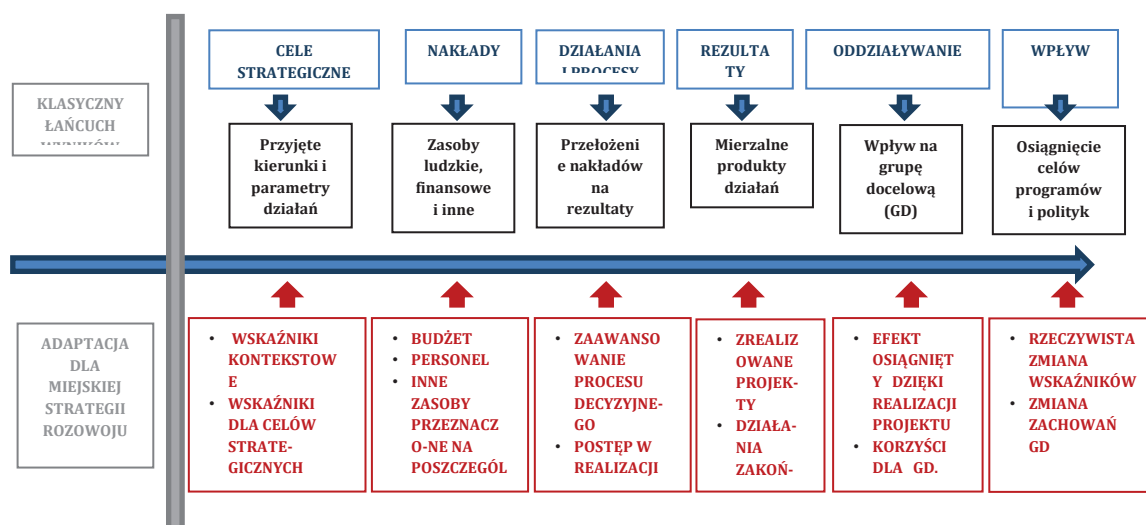 CELE
STRATEGICZNE
NAKŁADY
DZIAŁANIA
I PROCESY
REZULTA
TY
ODDZIAŁYWANIE
WPŁYW
KLASYCZNY
ŁAŃCUCH
WYNIKÓW
Przyjęte
kierunki i
parametry
działań
Zasoby
ludzkie,
finansowe
i inne
Przełożeni
e nakładów
na
rezultaty
Mierzalne
produkty
działań
Wpływ na
grupę
docelową
(GD)
Osiągnięcie
celów
programów
i polityk
ADAPTACJA
DLA
MIEJSKIEJ
STRATEGII
ROZOWOJU
• WSKAŹNIKI
KONTEKSTOW
E
• WSKAŹNIKI
DLA CELÓW
STRATE-
GICZNYCH
• BUDŻET
• PERSONEL
• INNE
ZASOBY
PRZEZNACZ
O-NE NA
POSZCZEGÓL
• ZAAWANSO
WANIE
PROCESU
DECYZYJNE-
GO
• POSTĘP W
REALIZACJI
• ZREALIZ
OWANE
PROJEK-
TY
• DZIAŁA-
NIA
ZAKOŃ-
• EFEKT
OSIĄGNIĘT
Y DZIĘKI
REALIZACJI
PROJEKTU
• KORZYŚCI
DLA GD.
• RZECZYWISTA
ZMIANA
WSKAŹNIKÓW
• ZMIANA
ZACHOWAŃ
GD